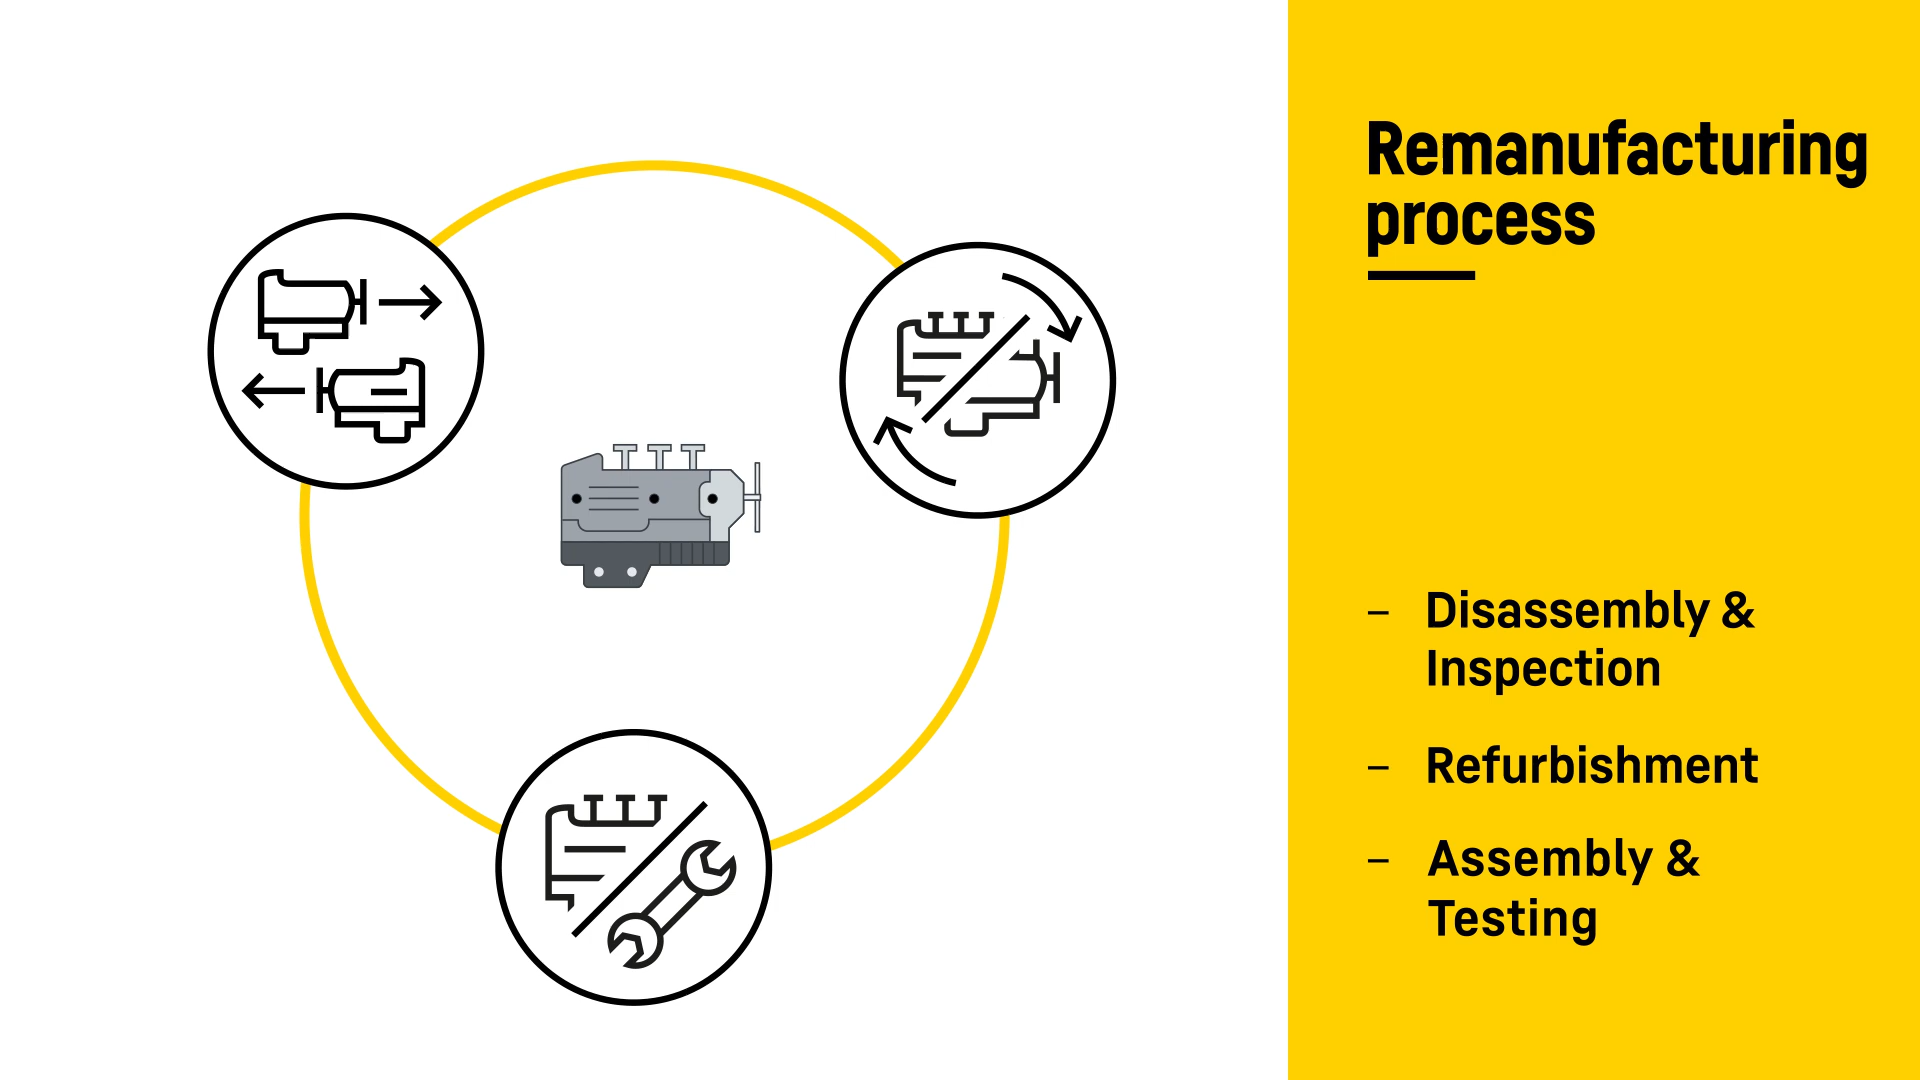 Remanufacturing
process
– Disassembly &
Inspection
– Refurbishment
– Assembly &
Testing